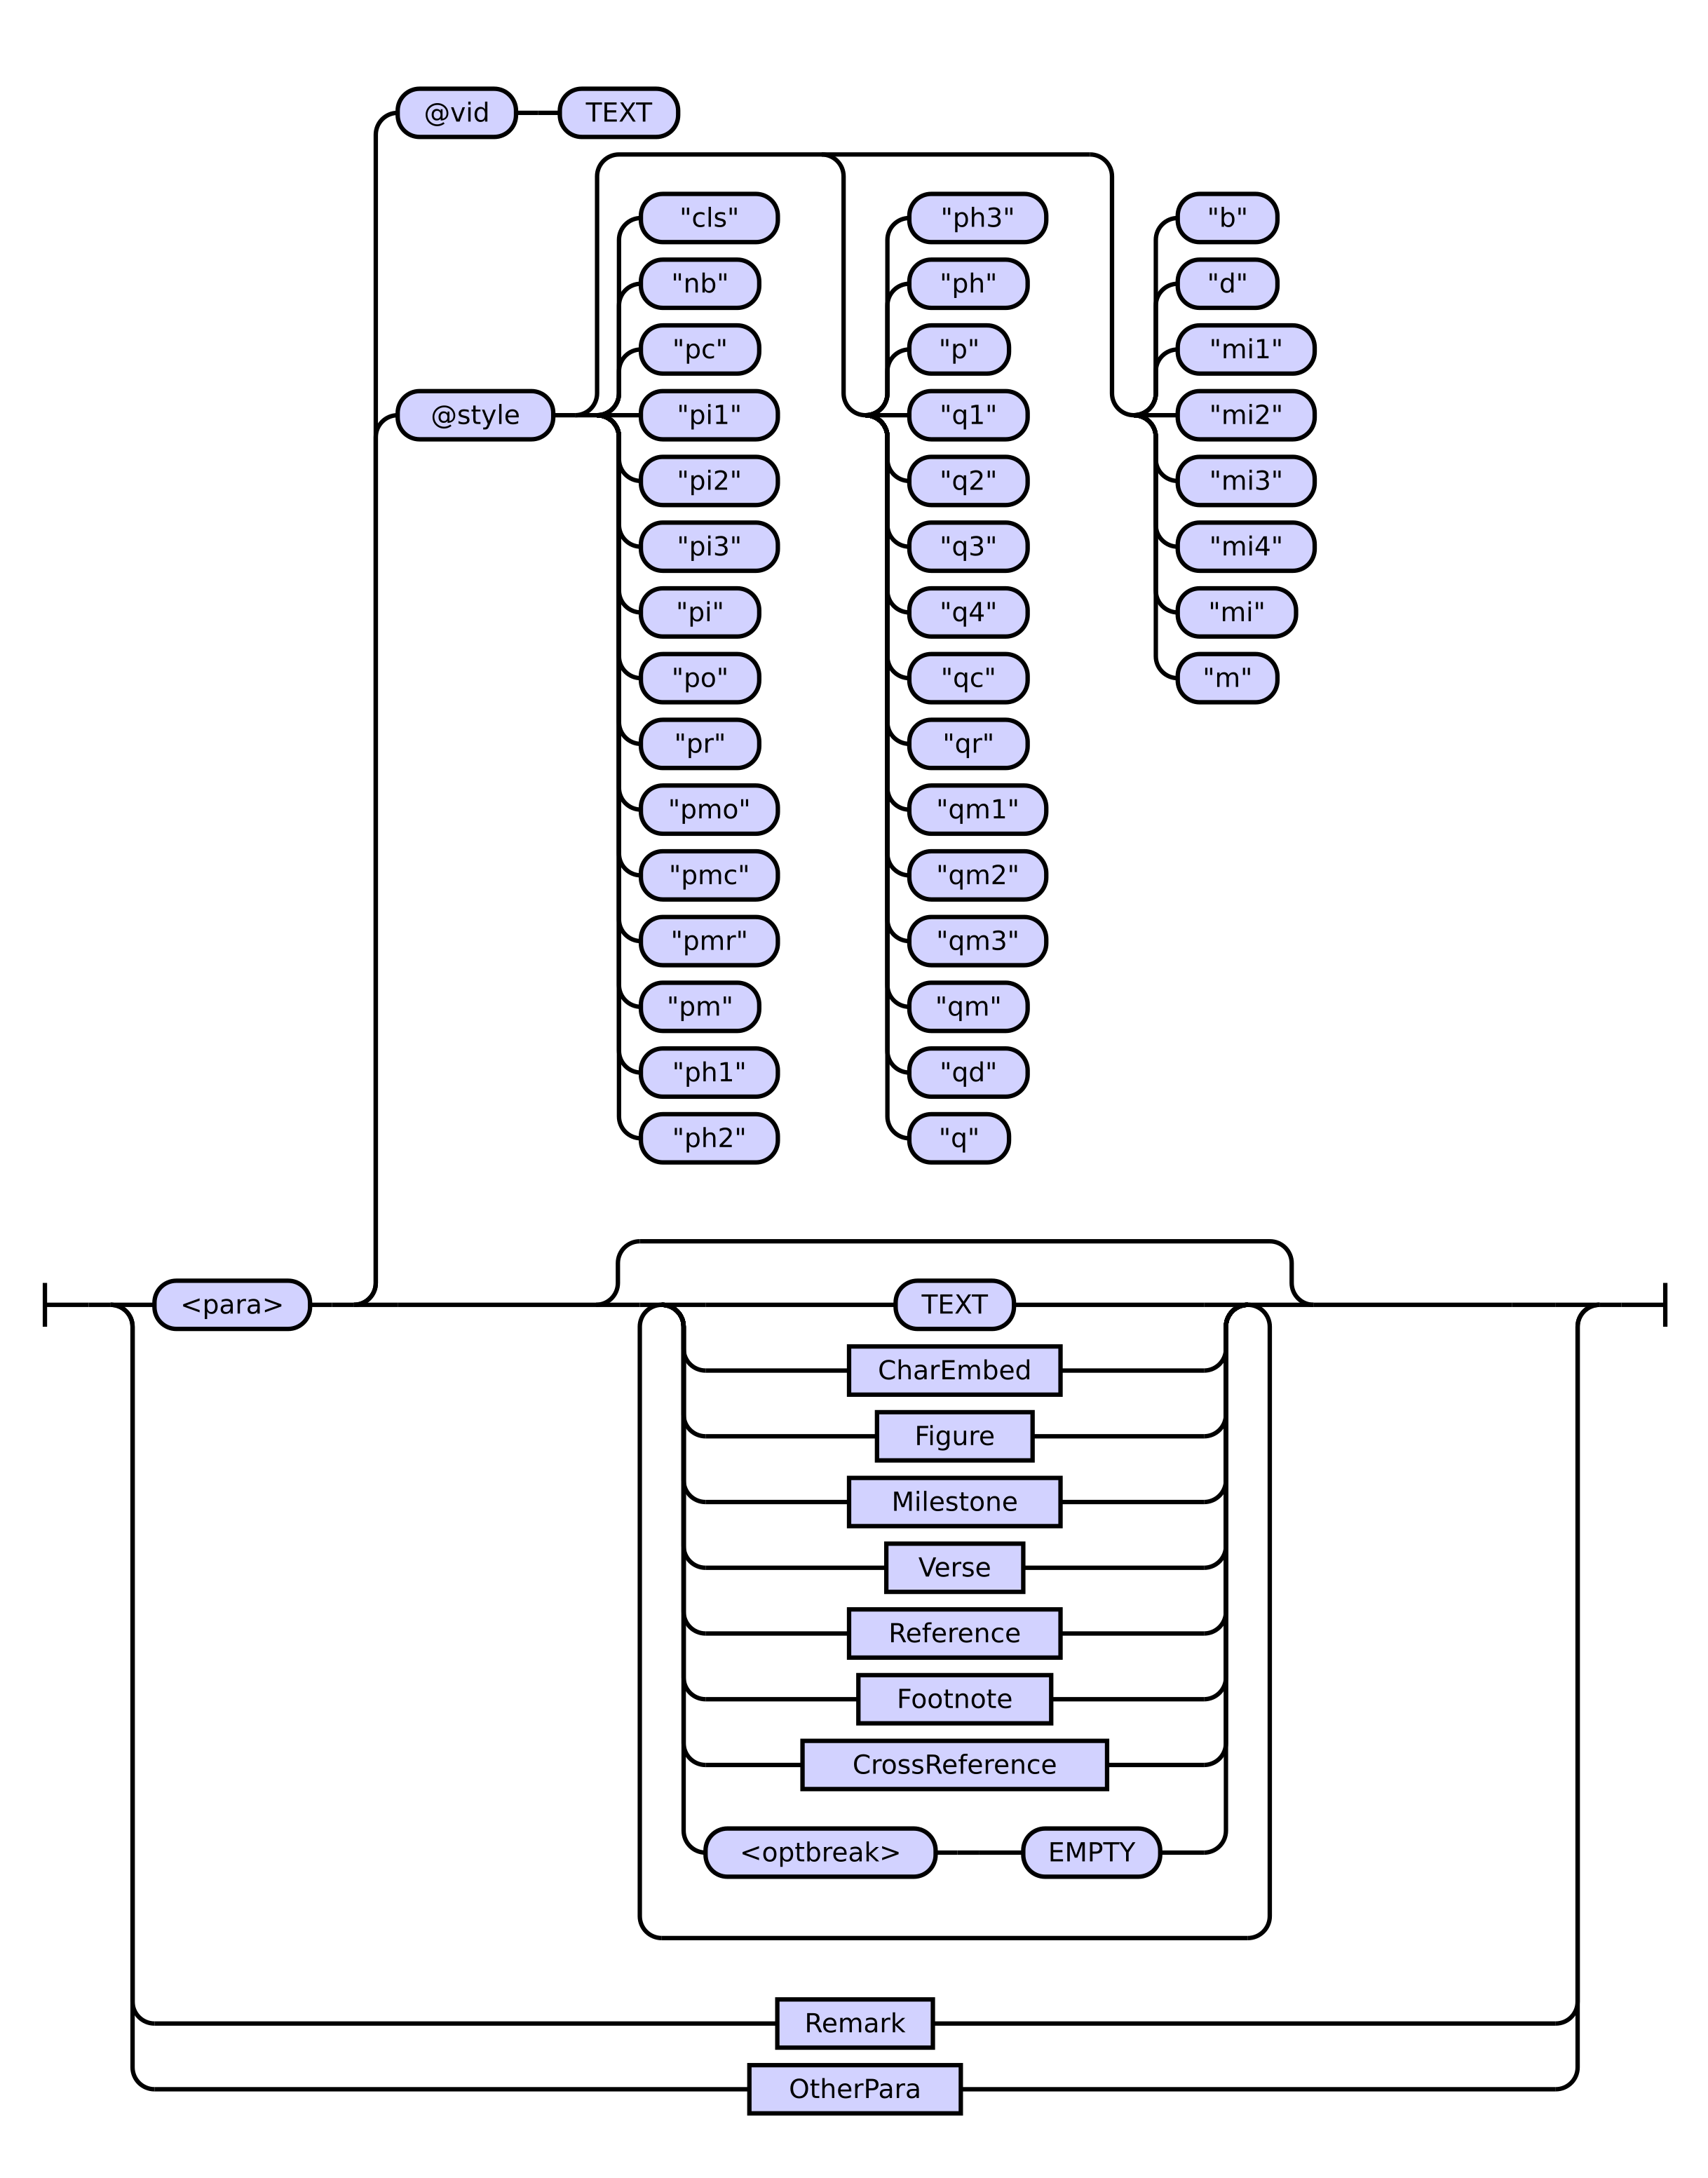 @vid TEXT
"cls" "ph3" "b"
"nb" "ph" "d"
"pc" "p" "mi1"
@style "pi1" "q1" "mi2"
"pi2" "q2" "mi3"
"pi3" "q3" "mi4"
"pi" "q4" "mi"
"po" "qc" "m"
"pr" "qr"
"pmo" "qm1"
"pmc" "qm2"
"pmr" "qm3"
"pm" "qm"
"ph1" "qd"
"ph2" "q"
<para> TEXT
CharEmbed
Figure
Milestone
Verse
Reference
Footnote
CrossReference
<optbreak> EMPTY
Remark
OtherPara